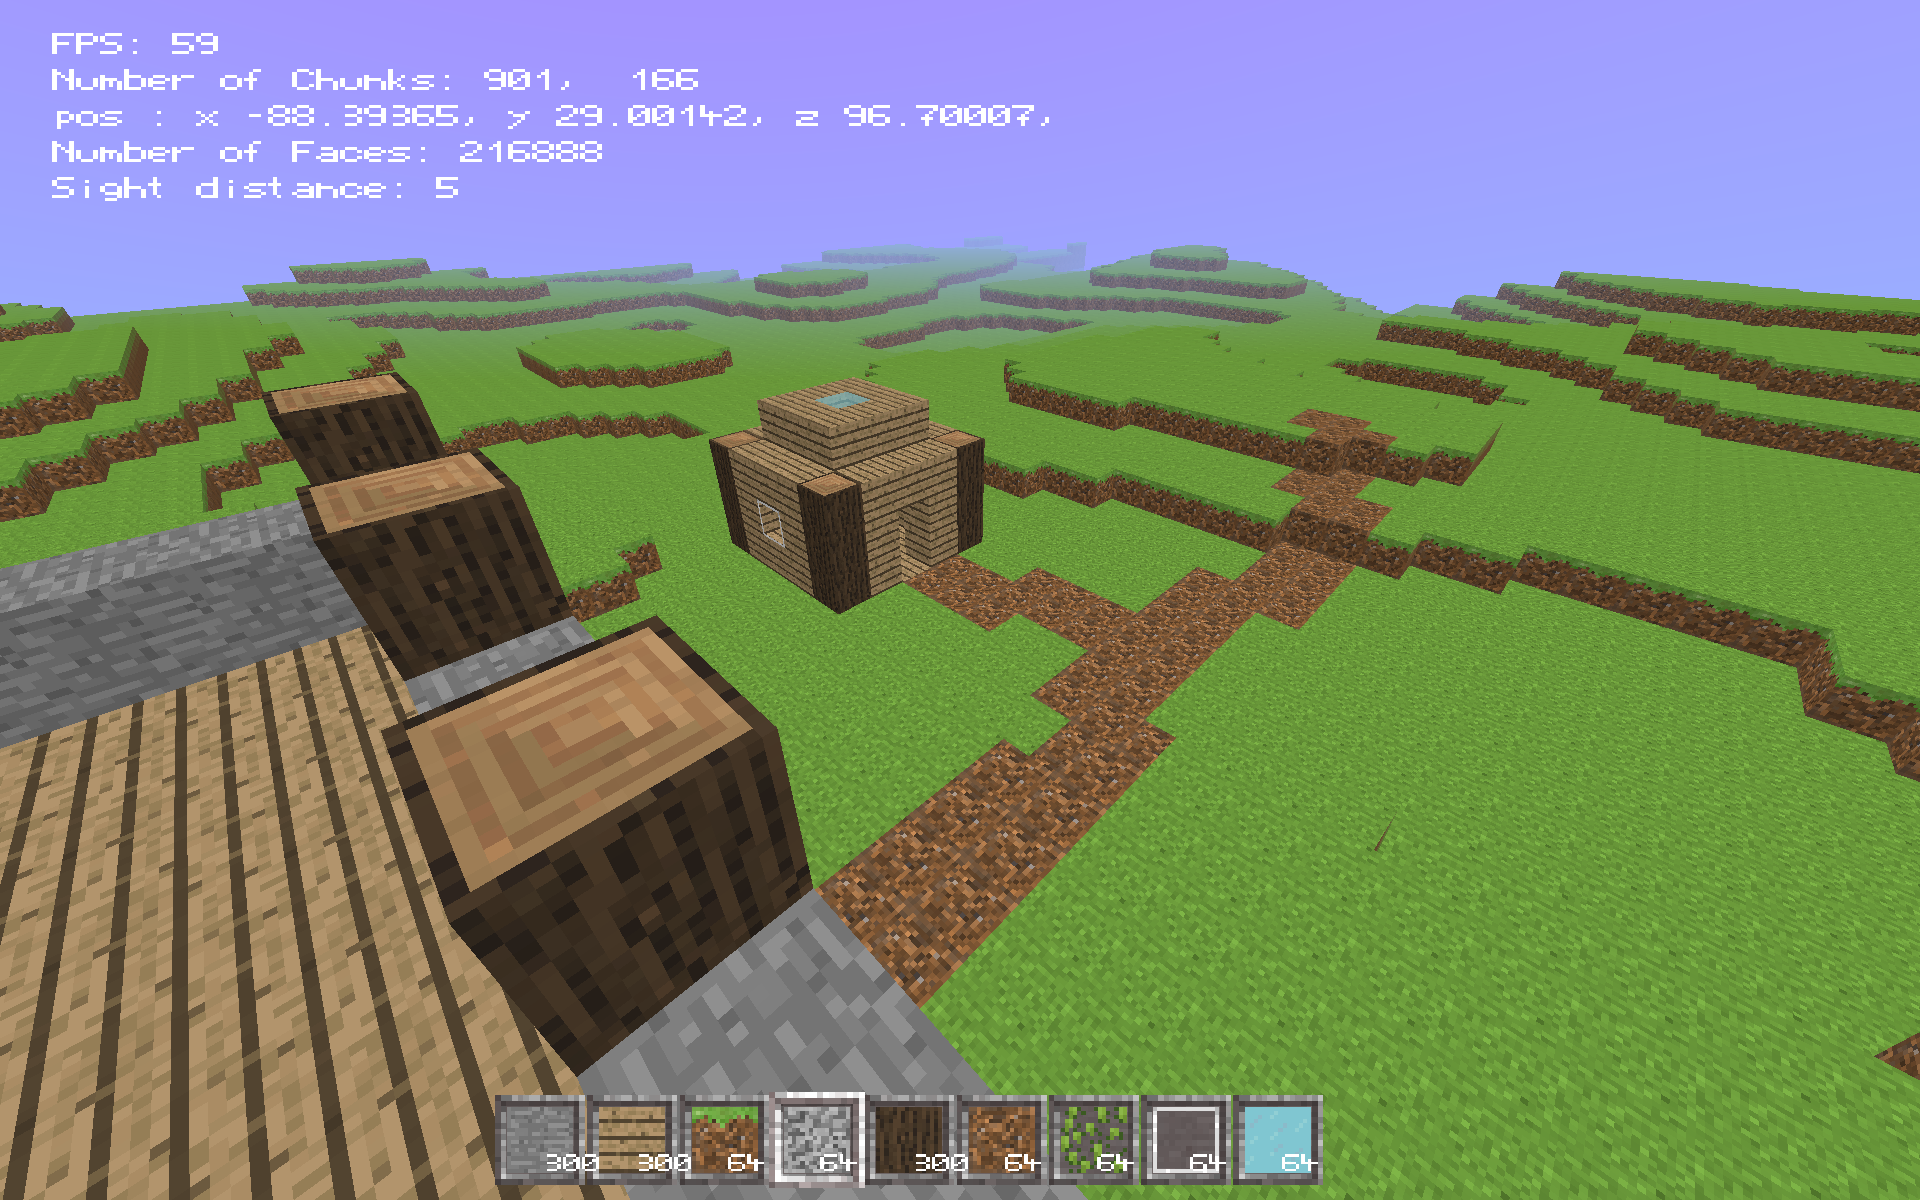 FPS: 59
Number of Chunks: 901,  166
pos : x -88.39365, y 29.00142, z 96.70007,
Number of Faces: 216888
Sight distance: 5
300 300 64 64 300 64 64 64 64